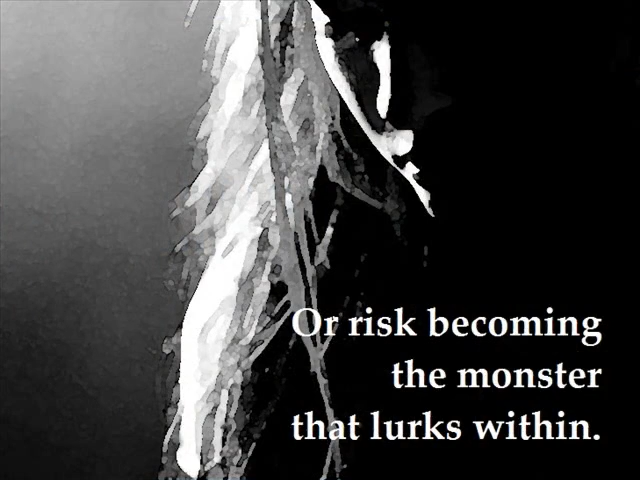 Or risk becoming
the monster
that lurks within.